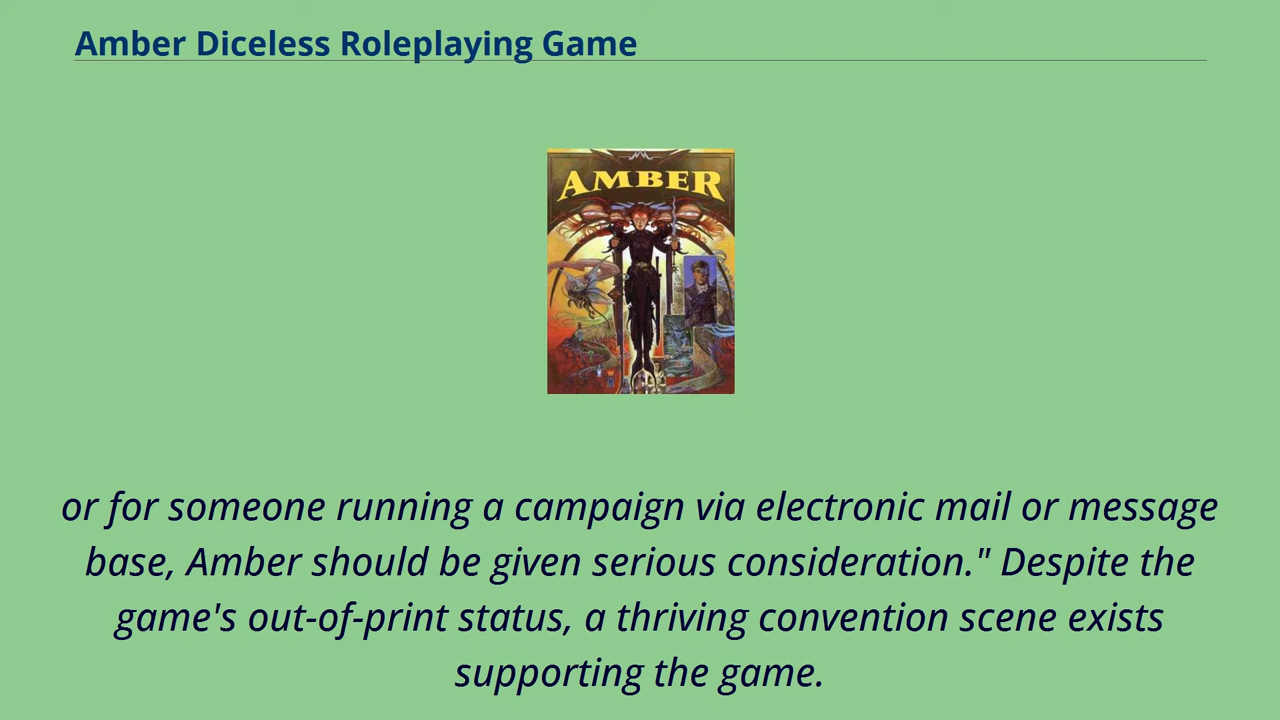 Amber Diceless Roleplaying Game
AMBER
or for someone running a campaign via electronic mail or message
base, Amber should be given serious consideration." Despite the
game's out-of-print status, a thriving convention scene exists
supporting the game.